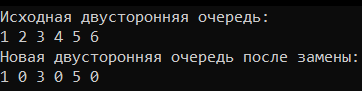 Исходная двусторонняя очередь:
1 2 3 4 5 6
Новая двусторонняя очередь после замены:
1 0 3 0 5 0